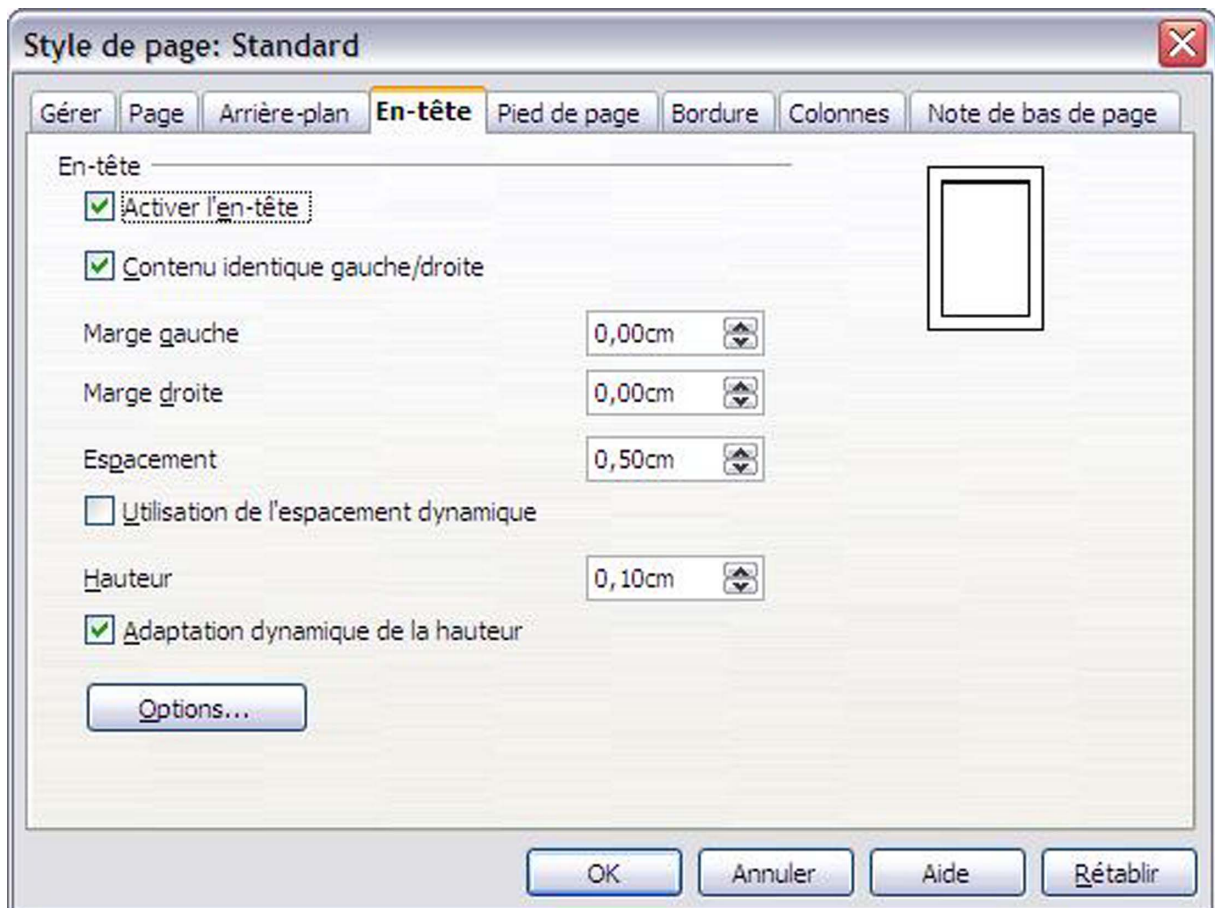 Style de page: Standard
Gérer Page Arrière-plan En-tête Pied de page Bordure Colonnes Note de bas de page
En-tête
Activer l'en-tête
Contenu identique gauche/droite
Marge gauche 0,00cm
Marge droite 0,00cm
Espacement 0,50cm
Utilisation de l'espacement dynamique
Hauteur 0,10cm
Adaptation dynamique de la hauteur
Options...
OK Annuler Aide Rétablir